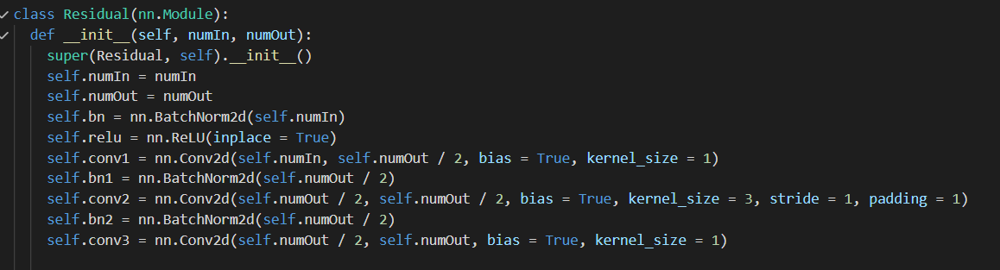 class Residual(nn.Module):
def __init__(self, numIn, numOut):
super(Residual, self).__init__()
self.numIn = numIn
self.numOut = numOut
self.bn = nn.BatchNorm2d(self.numIn)
self.relu = nn.ReLU(inplace = True)
self.conv1 = nn.Conv2d(self.numIn, self.numOut / 2, bias = True, kernel_size = 1)
self.bn1 = nn.BatchNorm2d(self.numOut / 2)
self.conv2 = nn.Conv2d(self.numOut / 2, self.numOut / 2, bias = True, kernel_size = 3, stride = 1, padding = 1)
self.bn2 = nn.BatchNorm2d(self.numOut / 2)
self.conv3 = nn.Conv2d(self.numOut / 2, self.numOut, bias = True, kernel_size = 1)